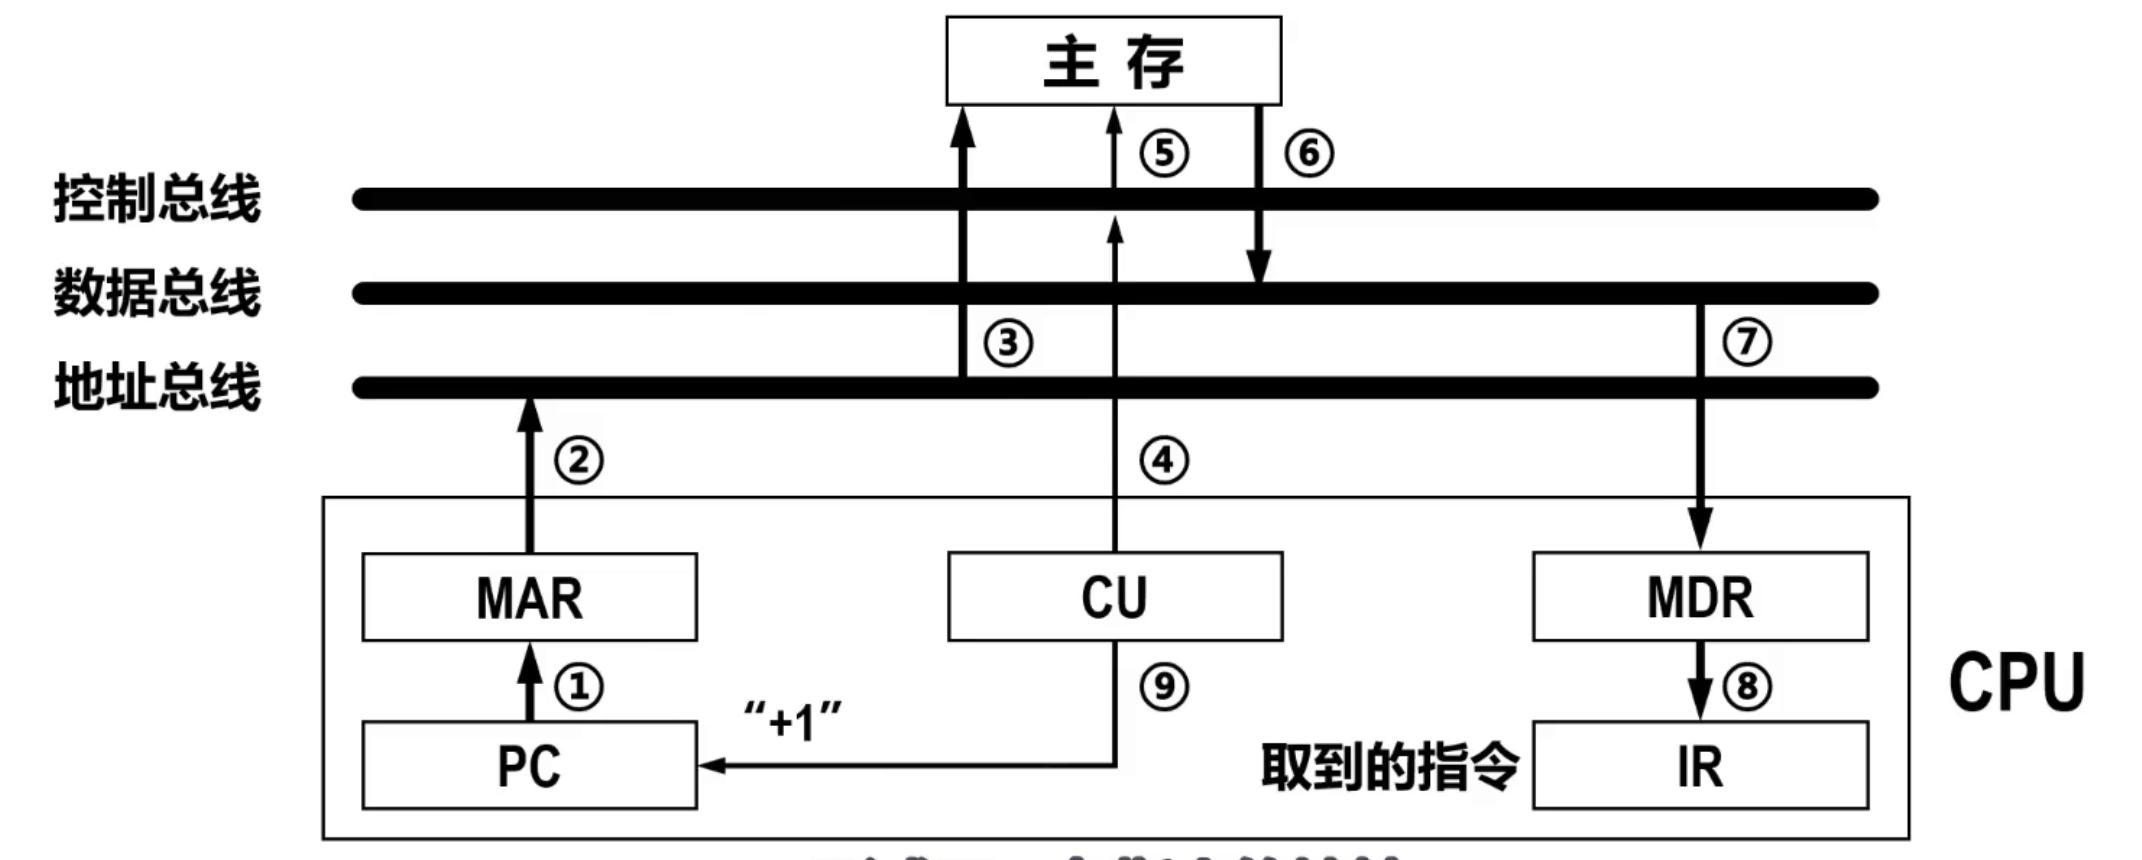 主 存
⑤ ⑥
控制总线
数据总线
③ ⑦
地址总线
② ④
MAR CU MDR
① ⑨ ⑧
CPU
“+1”
PC 取到的指令 IR